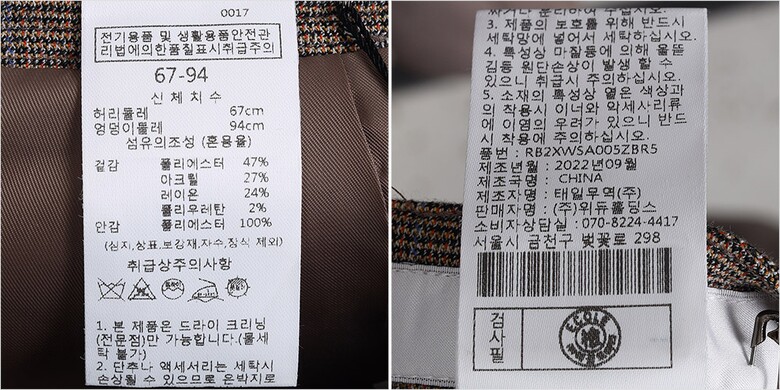 0017
전기용품 및 생활용품안전관
리법에의한품질표시취급주의
67-94
신 체 치 수
허리둘레 67cm
엉덩이둘레 94cm
섬유의조성 (혼용율)
겉감 폴리에스터 47%
아크릴 27%
레이온 24%
폴리우레탄 2%
안감 폴리에스터 100%
(심지,상표,보강재,자수,장식 제외)
취급상주의사항
1. 본 제품은 드라이 크리닝
(전문점)만 가능합니다.(물세
탁 불가)
2. 단추나 액세서리는 세탁시
손상될 수 있으므로 은박지로
싸거나 분리하여 주십시오.
3. 제품의 보호를 위해 반드시
세탁망에 넣어서 세탁하십시오.
4. 특성상 마찰등에 의해 올뜯
김등 원단손상이 발생 할 수
있으니 취급시 주의하십시오.
5. 소재의 특성상 옅은 색상과
의 착용시 이너와 악세사리류
에 이염의 우려가 있으니 반드
시 착용에 주의하십시오.
품번 : RB2XWSA005ZBR5
제조년월 : 2022년09월
제조국명 : CHINA
제조자명 : 태일무역(주)
판매자명 : (주)위듀홀딩스
소비자상담실 : 070-8224-4417
서울시 금천구 벚꽃로 298
검사필
ECOLE